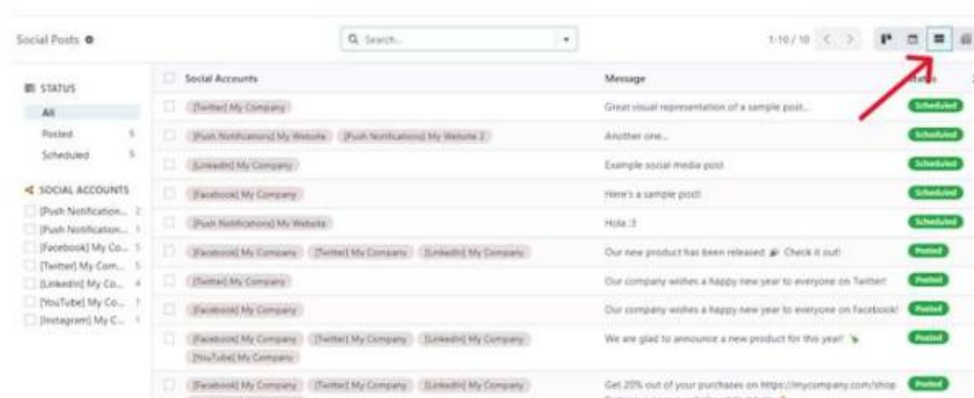 Social Posts
Search...
1-10 / 10
STATUS
All
Posted 5
Scheduled 5
SOCIAL ACCOUNTS
[Push Notification... 2
[Push Notification... 1
[Facebook] My Co... 5
[Twitter] My Com... 5
[LinkedIn] My Co... 4
[YouTube] My Co... 1
[Instagram] My C... 1
Social Accounts Message
[Twitter] My Company Great visual representation of a sample post... Scheduled
[Push Notifications] My Website [Push Notifications] My Website 2 Another one... Scheduled
[LinkedIn] My Company Example social media post Scheduled
[Facebook] My Company Here's a sample post! Scheduled
[Push Notifications] My Website Hola :3 Scheduled
[Facebook] My Company [Twitter] My Company [LinkedIn] My Company Our new product has been released 🎉 Check it out! Posted
[Twitter] My Company Our company wishes a happy new year to everyone on Twitter! Posted
[Facebook] My Company Our company wishes a happy new year to everyone on Facebook! Posted
[Facebook] My Company [Twitter] My Company [LinkedIn] My Company We are glad to announce a new product for this year! 🍾 Posted
[YouTube] My Company
[Facebook] My Company [Twitter] My Company [LinkedIn] My Company Get 20% out of your purchases on https://mycompany.com/shop Posted